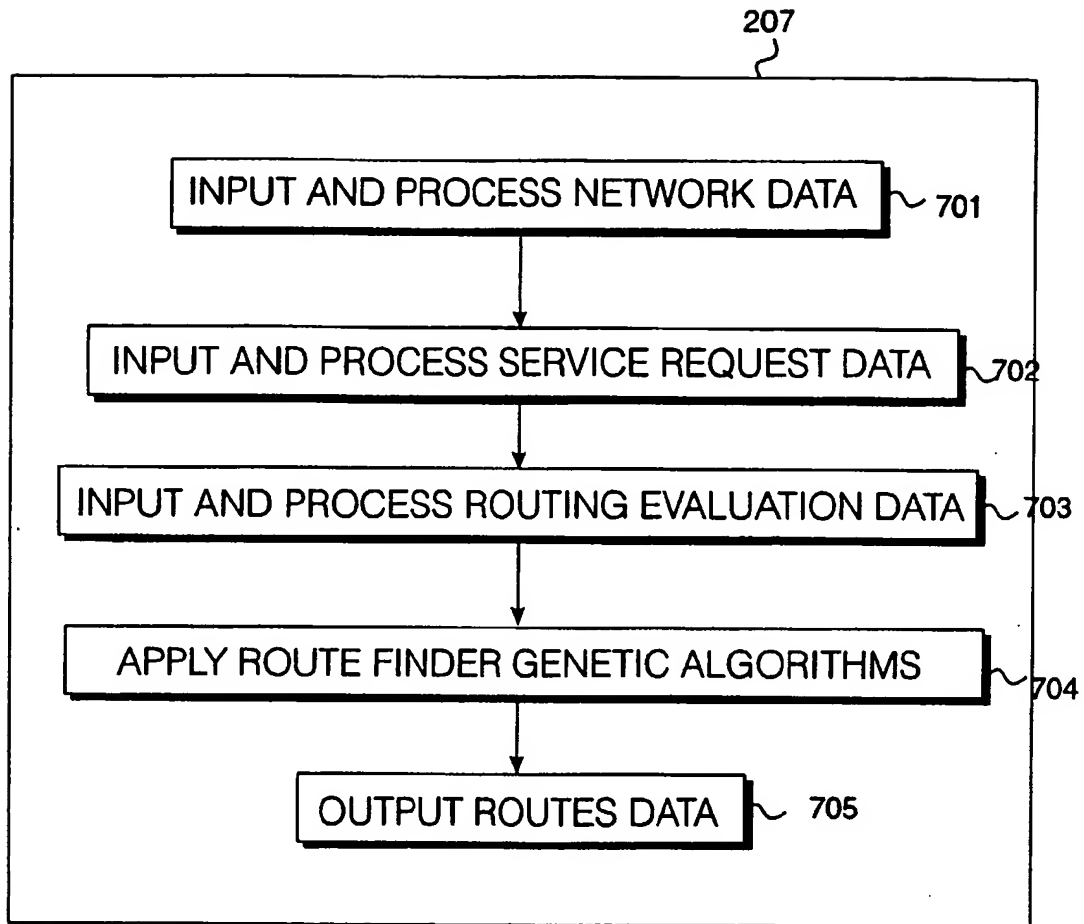 207
INPUT AND PROCESS NETWORK DATA 701
INPUT AND PROCESS SERVICE REQUEST DATA 702
INPUT AND PROCESS ROUTING EVALUATION DATA 703
APPLY ROUTE FINDER GENETIC ALGORITHMS 704
OUTPUT ROUTES DATA 705